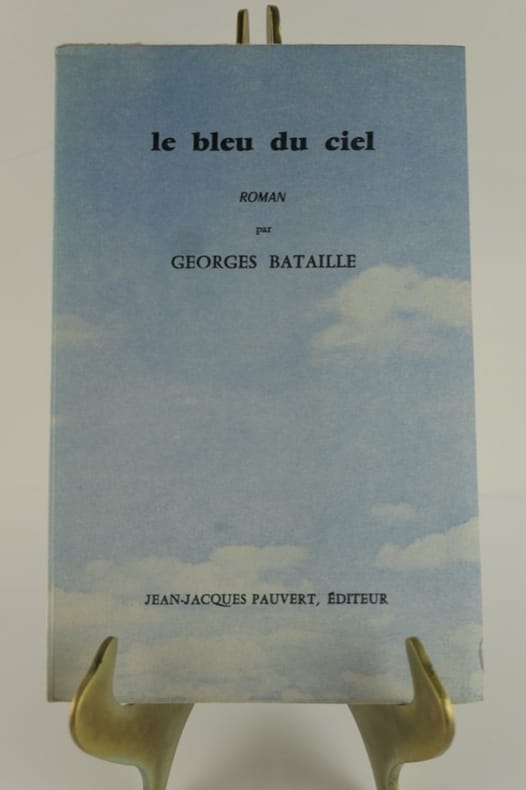 le bleu du ciel
ROMAN
par
GEORGES BATAILLE
JEAN-JACQUES PAUVERT, ÉDITEUR